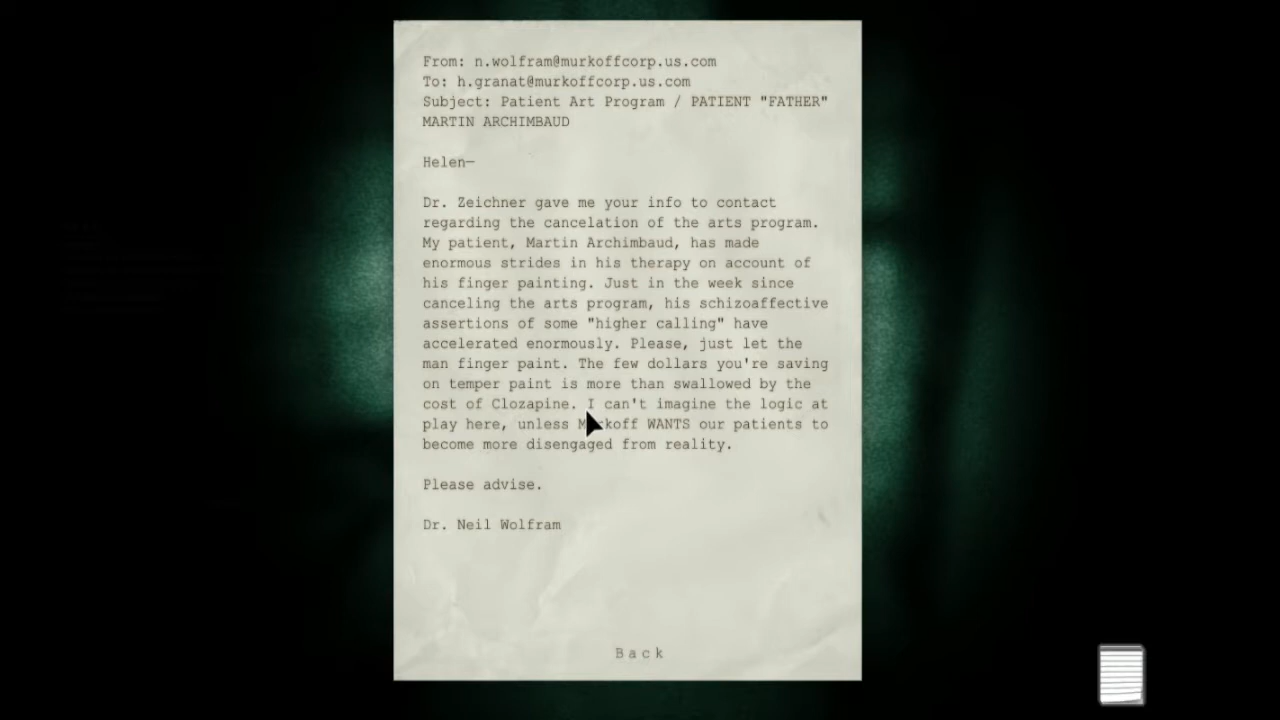 From: n.wolfram@murkoffcorp.us.com
To: h.granat@murkoffcorp.us.com
Subject: Patient Art Program / PATIENT "FATHER"
MARTIN ARCHIMBAUD
Helen—
Dr. Zeichner gave me your info to contact
regarding the cancelation of the arts program.
My patient, Martin Archimbaud, has made
enormous strides in his therapy on account of
his finger painting. Just in the week since
canceling the arts program, his schizoaffective
assertions of some "higher calling" have
accelerated enormously. Please, just let the
man finger paint. The few dollars you're saving
on temper paint is more than swallowed by the
cost of Clozapine. I can't imagine the logic at
play here, unless Murkoff WANTS our patients to
become more disengaged from reality.
Please advise.
Dr. Neil Wolfram
Back